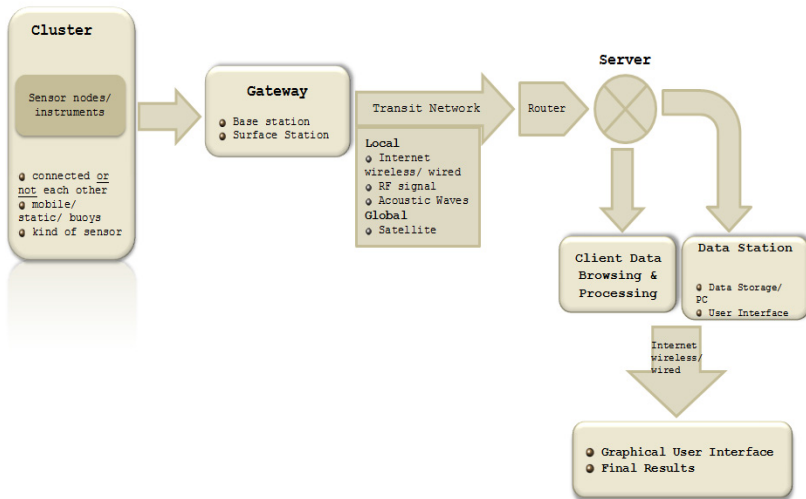 Cluster
Sensor nodes/
instruments
connected or
not each other
mobile/
static/ buoys
kind of sensor
Gateway
Base station
Surface Station
Transit Network
Local
Internet
wireless/ wired
RF signal
Acoustic Waves
Global
Satellite
Router
Server
Client Data
Browsing &
Processing
Data Station
Data Storage/
PC
User Interface
Internet
wireless/
wired
Graphical User Interface
Final Results